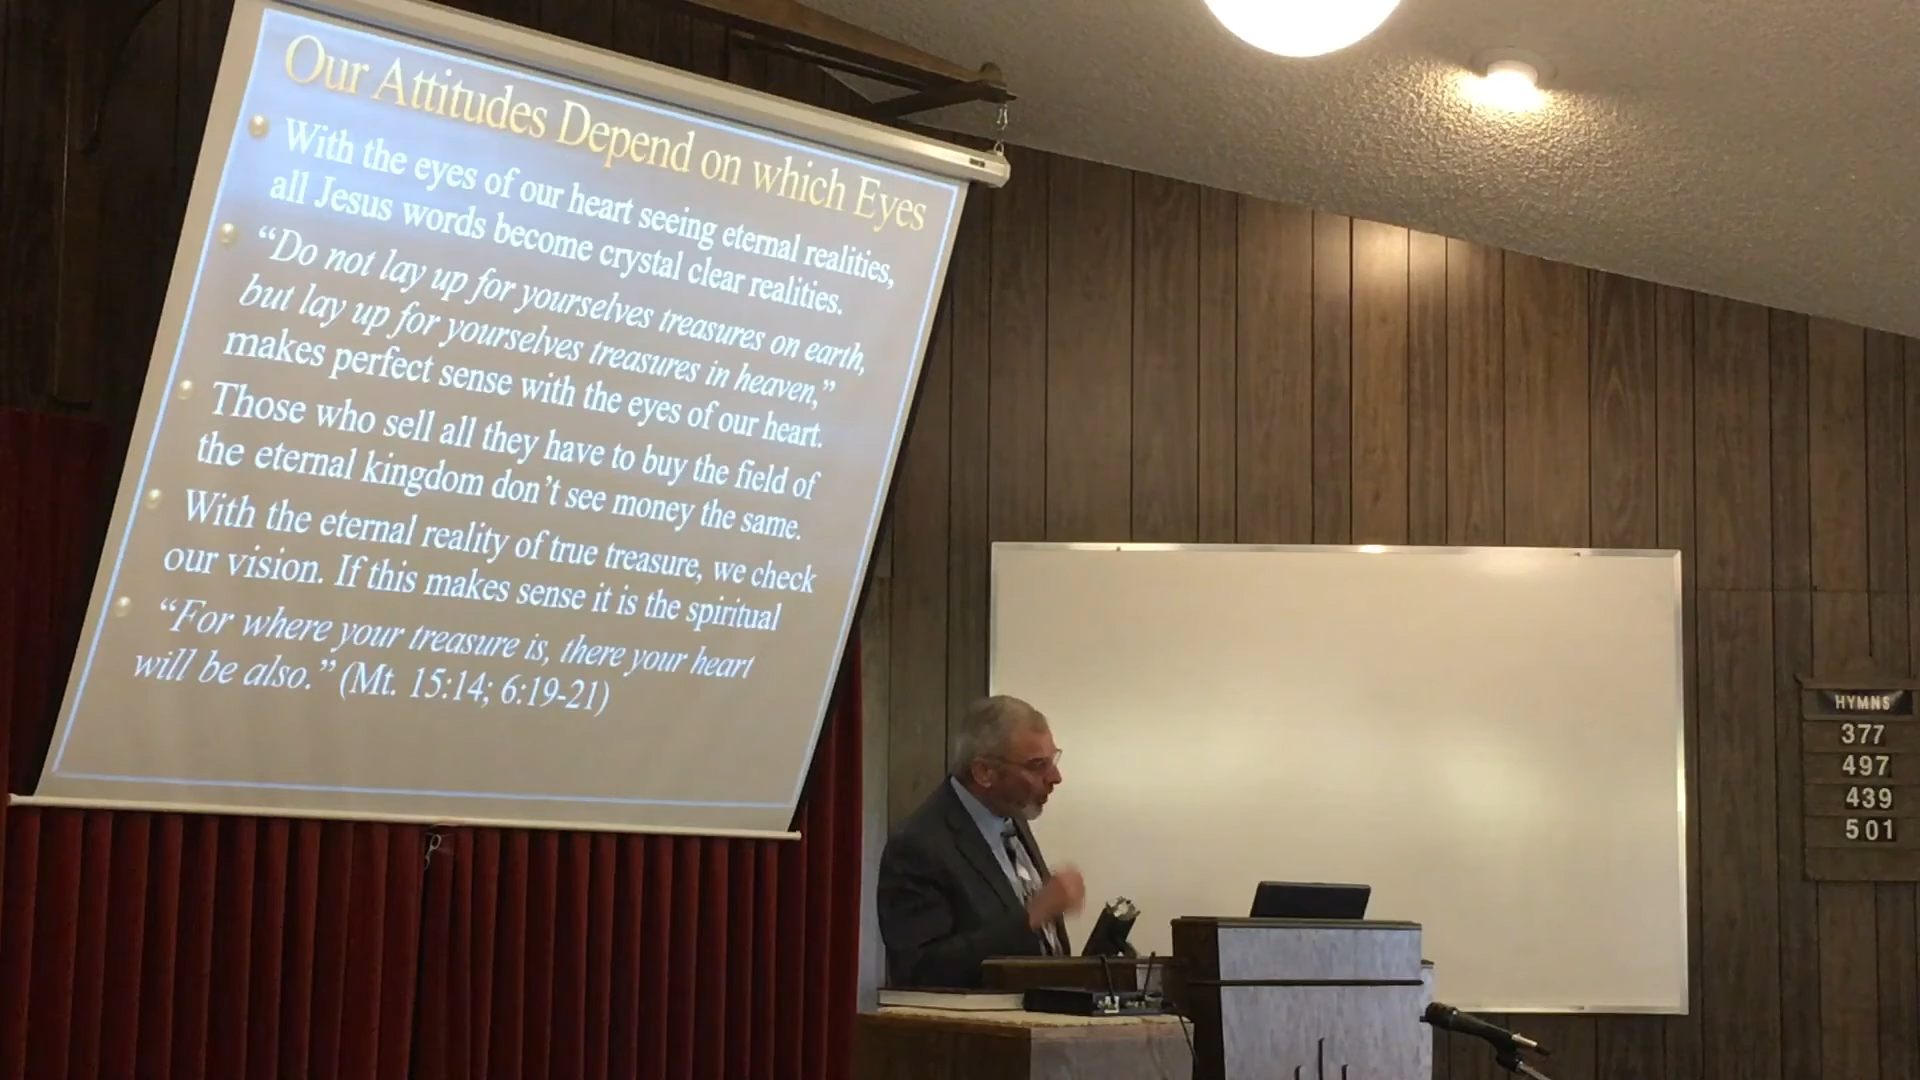 Our Attitudes Depend on which Eyes
With the eyes of our heart seeing eternal realities,
all Jesus words become crystal clear realities.
“Do not lay up for yourselves treasures on earth,
but lay up for yourselves treasures in heaven,”
makes perfect sense with the eyes of our heart.
Those who sell all they have to buy the field of
the eternal kingdom don’t see money the same.
With the eternal reality of true treasure, we check
our vision. If this makes sense it is the spiritual
“For where your treasure is, there your heart
will be also.” (Mt. 15:14; 6:19-21)
HYMNS
377
497
439
501